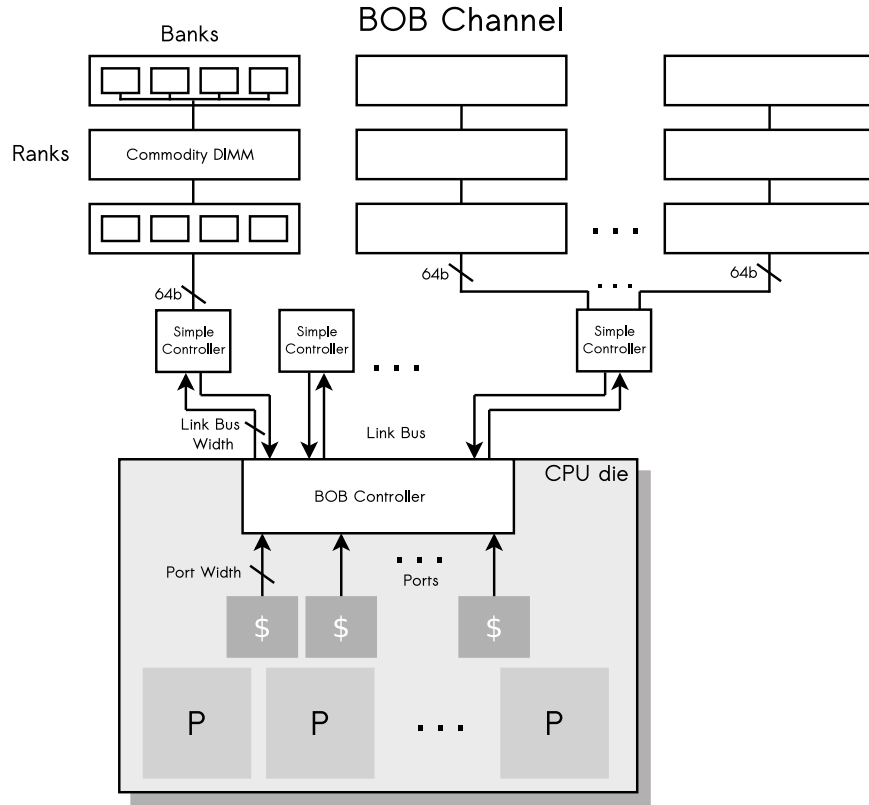 BOB Channel
Banks
Ranks
Commodity DIMM
64b
64b
64b
Simple
Controller
Simple
Controller
Simple
Controller
. . .
Link Bus
Width
Link Bus
CPU die
BOB Controller
Port Width
Ports
$
$
$
P
P
. . .
P